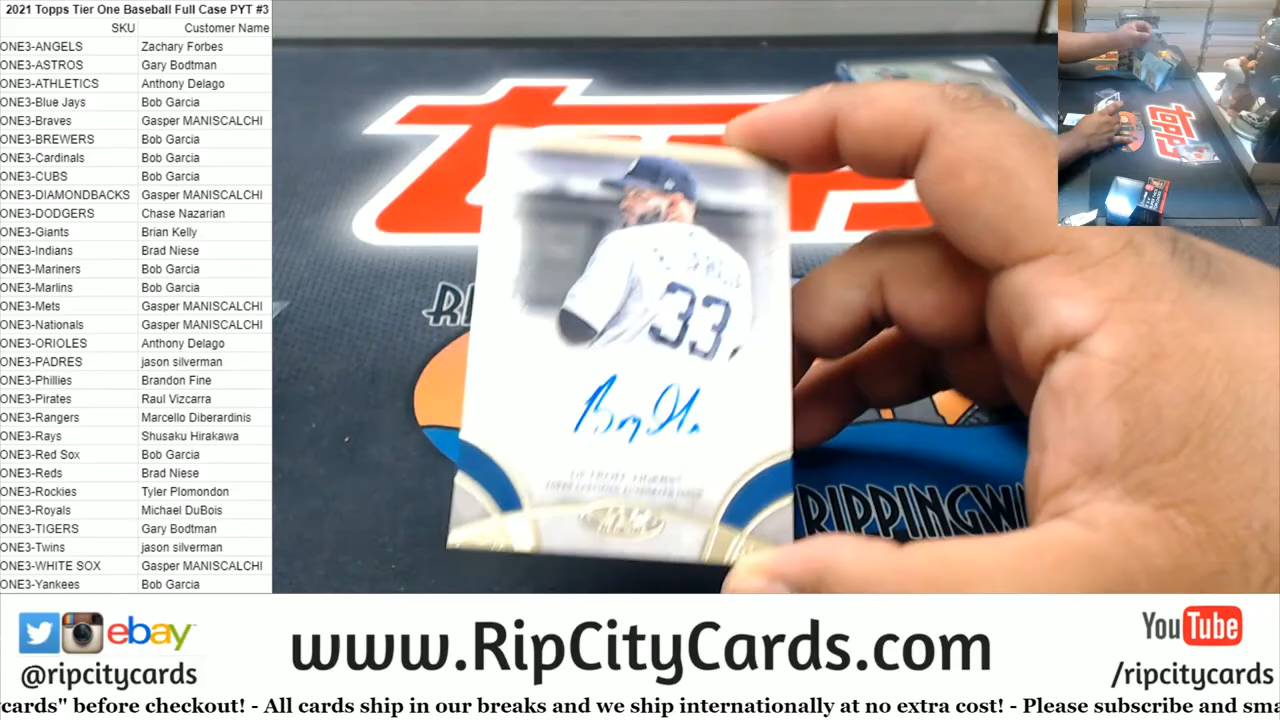 2021 Topps Tier One Baseball Full Case PYT #3
SKU Customer Name
ONE3-ANGELS Zachary Forbes
ONE3-ASTROS Gary Bodtman
ONE3-ATHLETICS Anthony Delago
ONE3-Blue Jays Bob Garcia
ONE3-Braves Gasper MANISCALCHI
ONE3-BREWERS Bob Garcia
ONE3-Cardinals Bob Garcia
ONE3-CUBS Bob Garcia
ONE3-DIAMONDBACKS Gasper MANISCALCHI
ONE3-DODGERS Chase Nazarian
ONE3-Giants Brian Kelly
ONE3-Indians Brad Niese
ONE3-Mariners Bob Garcia
ONE3-Marlins Bob Garcia
ONE3-Mets Gasper MANISCALCHI
ONE3-Nationals Gasper MANISCALCHI
ONE3-ORIOLES Anthony Delago
ONE3-PADRES jason silverman
ONE3-Phillies Brandon Fine
ONE3-Pirates Raul Vizcarra
ONE3-Rangers Marcello Diberardinis
ONE3-Rays Shusaku Hirakawa
ONE3-Red Sox Bob Garcia
ONE3-Reds Brad Niese
ONE3-Rockies Tyler Plomondon
ONE3-Royals Michael DuBois
ONE3-TIGERS Gary Bodtman
ONE3-Twins jason silverman
ONE3-WHITE SOX Gasper MANISCALCHI
ONE3-Yankees Bob Garcia
topps
33
DETROIT TIGERS
RIPPINGW
ebay
@ripcitycards
www.RipCityCards.com
YouTube
/ripcitycards
cards" before checkout! - All cards ship in our breaks and we ship internationally at no extra cost! - Please subscribe and sma